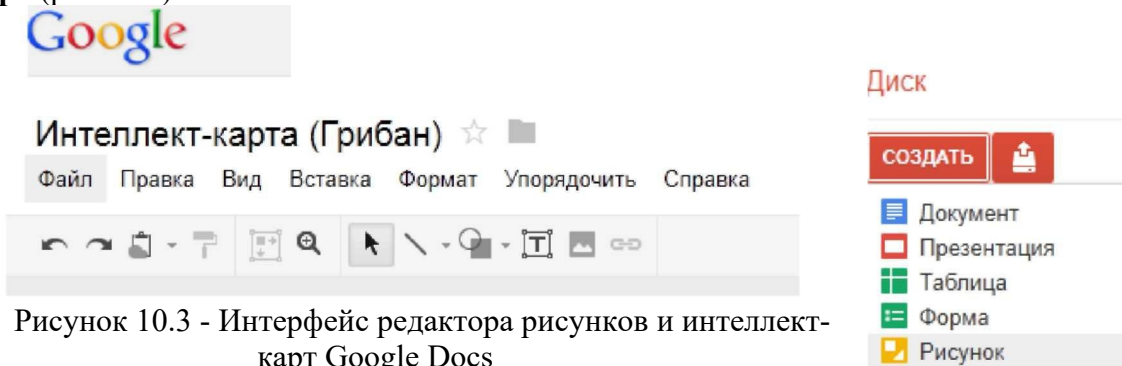 Google
Интеллект-карта (Грибан)
Файл Правка Вид Вставка Формат Упорядочить Справка
T
Рисунок 10.3 - Интерфейс редактора рисунков и интеллект-
карт Google Docs
Диск
СОЗДАТЬ
Документ
Презентация
Таблица
Форма
Рисунок